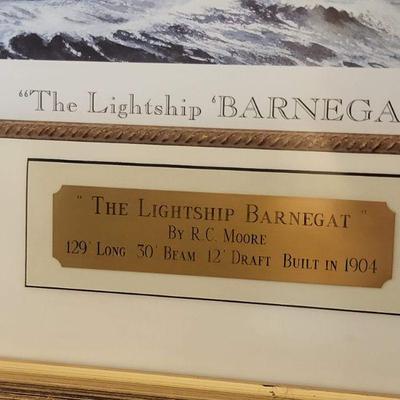 "The Lightship 'BARNEGA
" The Lightship Barnegat "
By R.C. Moore
129' Long 30' Beam 12' Draft Built in 1904